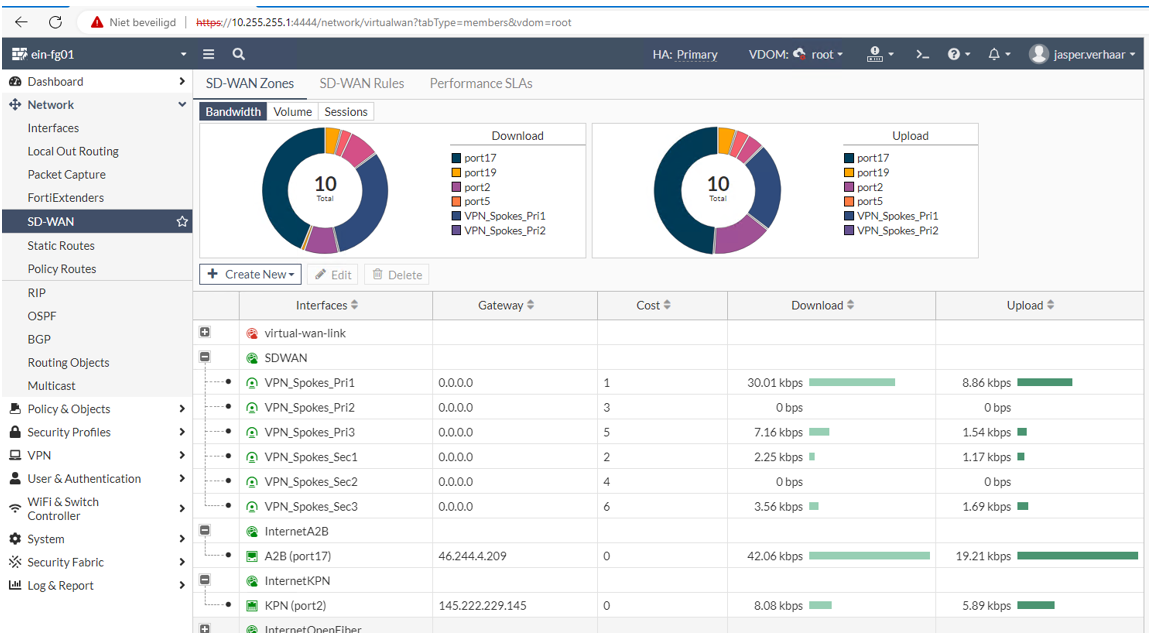 Niet beveiligd | https://10.255.255.1:4444/network/virtualwan?tabType=members&vdom=root
ein-fg01
HA: Primary
VDOM: root
jasper.verhaar
Dashboard
Network
Interfaces
Local Out Routing
Packet Capture
FortiExtenders
SD-WAN
Static Routes
Policy Routes
RIP
OSPF
BGP
Routing Objects
Multicast
Policy & Objects
Security Profiles
VPN
User & Authentication
WiFi & Switch
Controller
System
Security Fabric
Log & Report
SD-WAN Zones SD-WAN Rules Performance SLAs
Bandwidth Volume Sessions
10
Total
Download
port17
port19
port2
port5
VPN_Spokes_Pri1
VPN_Spokes_Pri2
10
Total
Upload
port17
port19
port2
port5
VPN_Spokes_Pri1
VPN_Spokes_Pri2
+ Create New Edit Delete
Interfaces Gateway Cost Download Upload
virtual-wan-link
SDWAN
VPN_Spokes_Pri1 0.0.0.0 1 30.01 kbps 8.86 kbps
VPN_Spokes_Pri2 0.0.0.0 3 0 bps 0 bps
VPN_Spokes_Pri3 0.0.0.0 5 7.16 kbps 1.54 kbps
VPN_Spokes_Sec1 0.0.0.0 2 2.25 kbps 1.17 kbps
VPN_Spokes_Sec2 0.0.0.0 4 0 bps 0 bps
VPN_Spokes_Sec3 0.0.0.0 6 3.56 kbps 1.69 kbps
InternetA2B
A2B (port17) 46.244.4.209 0 42.06 kbps 19.21 kbps
InternetKPN
KPN (port2) 145.222.229.145 0 8.08 kbps 5.89 kbps
InternetOpenFiber